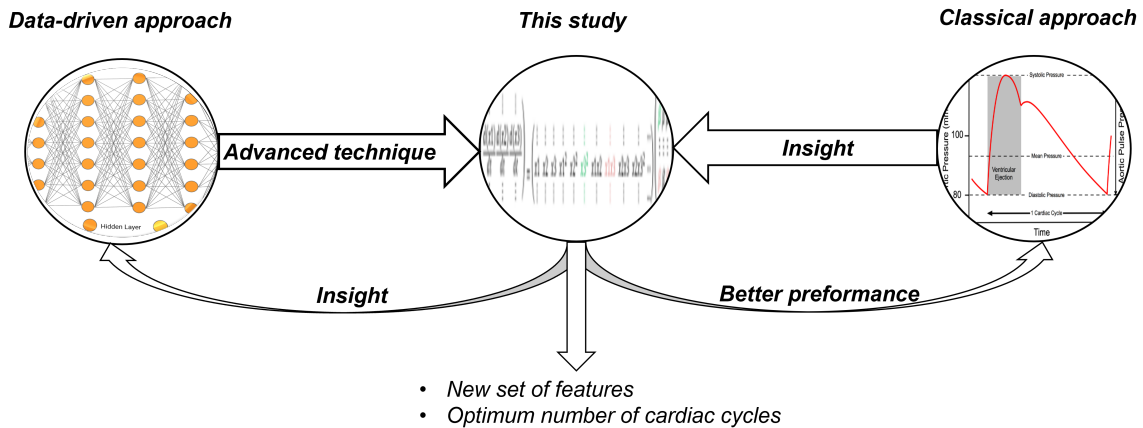 Data-driven approach
This study
Classical approach
Hidden Layer
Advanced technique
Insight
Systolic Pressure
100
Mean Pressure
Ventricular
Ejection
80
Diastolic Pressure
1 Cardiac Cycle
Time
Insight
Better preformance
• New set of features
• Optimum number of cardiac cycles